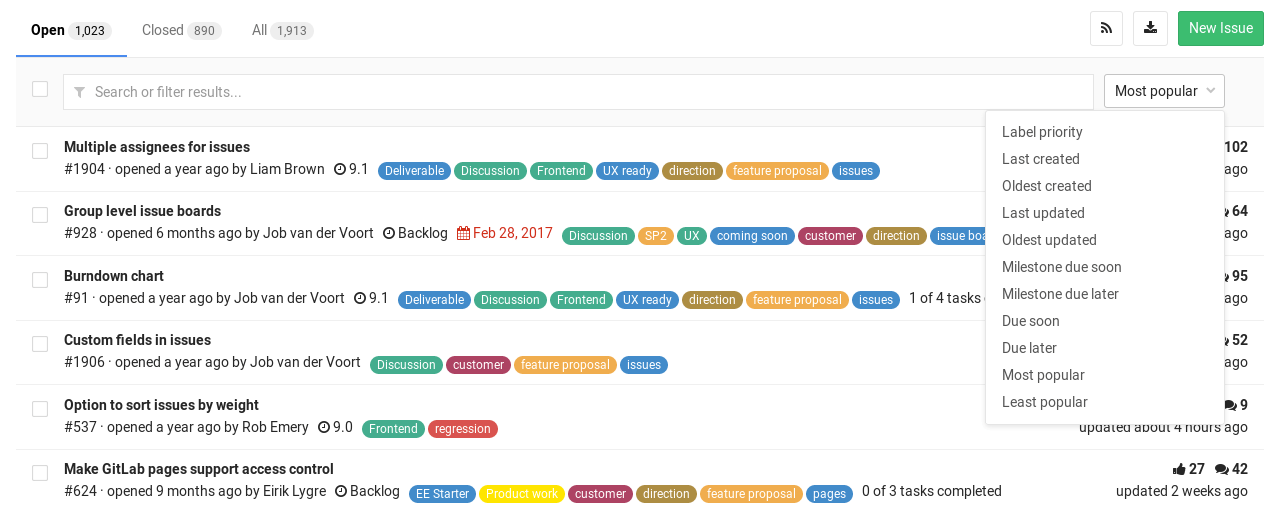 Open 1,023 Closed 890 All 1,913 New Issue
Search or filter results... Most popular
Label priority
Last created
Oldest created
Last updated
Oldest updated
Milestone due soon
Milestone due later
Due soon
Due later
Most popular
Least popular
Multiple assignees for issues 102
#1904 · opened a year ago by Liam Brown 9.1 Deliverable Discussion Frontend UX ready direction feature proposal issues ago
Group level issue boards 64
#928 · opened 6 months ago by Job van der Voort Backlog Feb 28, 2017 Discussion SP2 UX coming soon customer direction issue boa ago
Burndown chart 95
#91 · opened a year ago by Job van der Voort 9.1 Deliverable Discussion Frontend UX ready direction feature proposal issues 1 of 4 tasks ago
Custom fields in issues 52
#1906 · opened a year ago by Job van der Voort Discussion customer feature proposal issues ago
Option to sort issues by weight 9
#537 · opened a year ago by Rob Emery 9.0 Frontend regression updated about 4 hours ago
Make GitLab pages support access control 27 42
#624 · opened 9 months ago by Eirik Lygre Backlog EE Starter Product work customer direction feature proposal pages 0 of 3 tasks completed updated 2 weeks ago